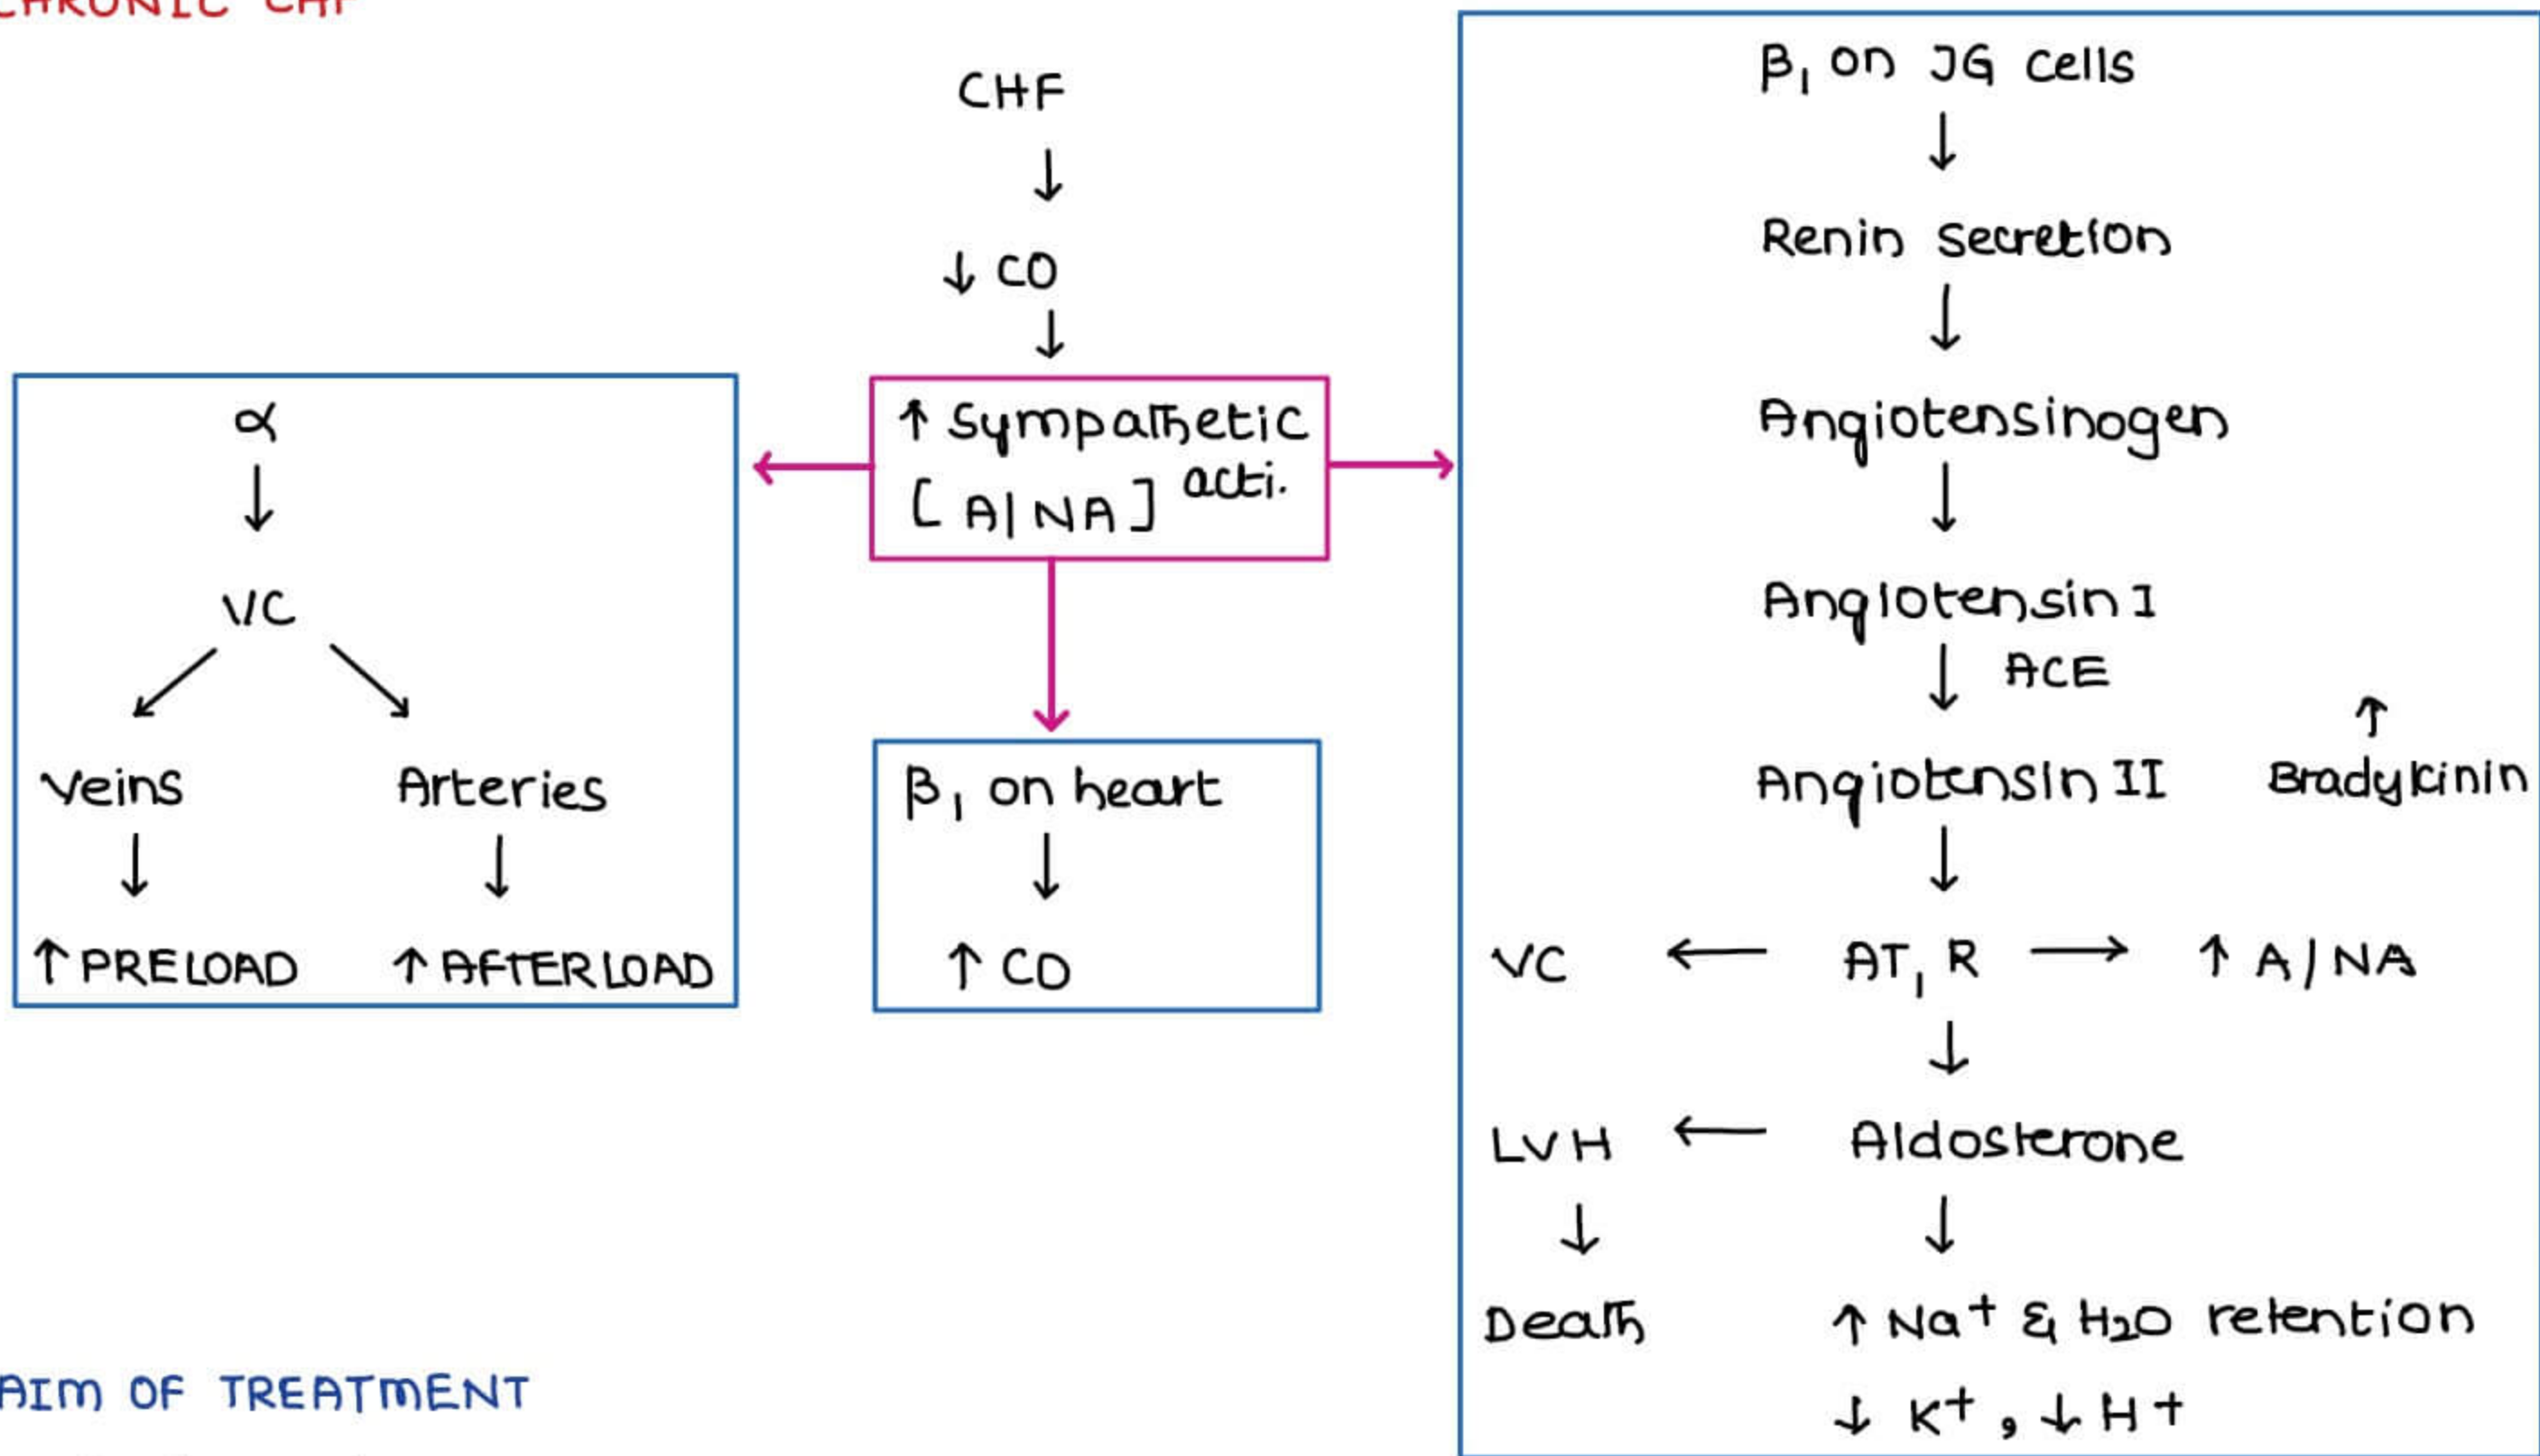 CHRONIC CHF
CHF
↓
↓ CO
↓
↑ Sympathetic
acti.
[A/NA]
α
↓
VC
Veins Arteries
↓ ↓
↑ PRELOAD ↑ AFTERLOAD
β₁ on heart
↓
↑ CO
β₁ on JG cells
↓
Renin secretion
↓
Angiotensinogen
↓
Angiotensin I
↓ ACE
↑
Angiotensin II Bradykinin
↓
VC ← AT₁ R → ↑ A/NA
↓
LVH ← Aldosterone
↓ ↓
Death ↑ Na⁺ & H₂O retention
↓ K⁺, ↓ H⁺
AIM OF TREATMENT